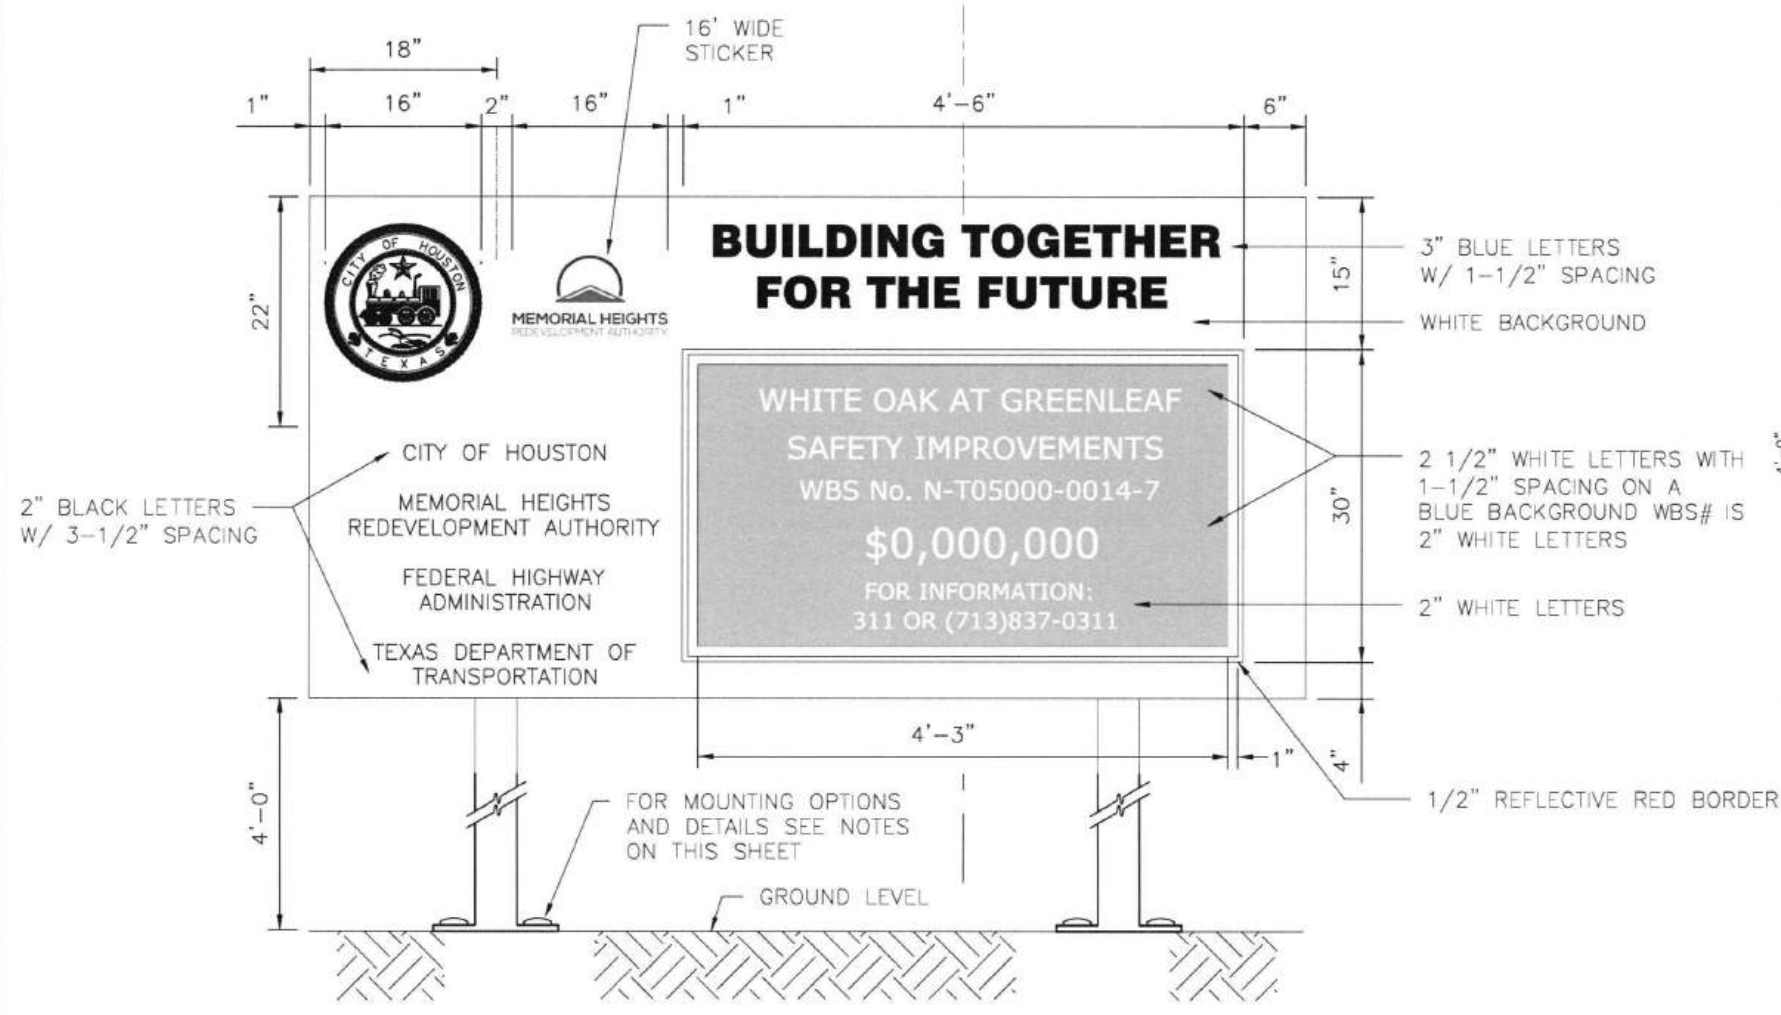 16' WIDE
STICKER
18"
1"
16"
2"
16"
1"
4'-6"
6"
22"
CITY OF HOUSTON
TEXAS
MEMORIAL HEIGHTS
REDEVELOPMENT AUTHORITY
BUILDING TOGETHER
FOR THE FUTURE
15"
3" BLUE LETTERS
W/ 1-1/2" SPACING
WHITE BACKGROUND
WHITE OAK AT GREENLEAF
SAFETY IMPROVEMENTS
WBS No. N-T05000-0014-7
$0,000,000
FOR INFORMATION:
311 OR (713)837-0311
30"
2 1/2" WHITE LETTERS WITH
1-1/2" SPACING ON A
BLUE BACKGROUND WBS# IS
2" WHITE LETTERS
2" WHITE LETTERS
2" BLACK LETTERS
W/ 3-1/2" SPACING
CITY OF HOUSTON
MEMORIAL HEIGHTS
REDEVELOPMENT AUTHORITY
FEDERAL HIGHWAY
ADMINISTRATION
TEXAS DEPARTMENT OF
TRANSPORTATION
4'-3"
1"
4"
1/2" REFLECTIVE RED BORDER
4'-0"
FOR MOUNTING OPTIONS
AND DETAILS SEE NOTES
ON THIS SHEET
GROUND LEVEL